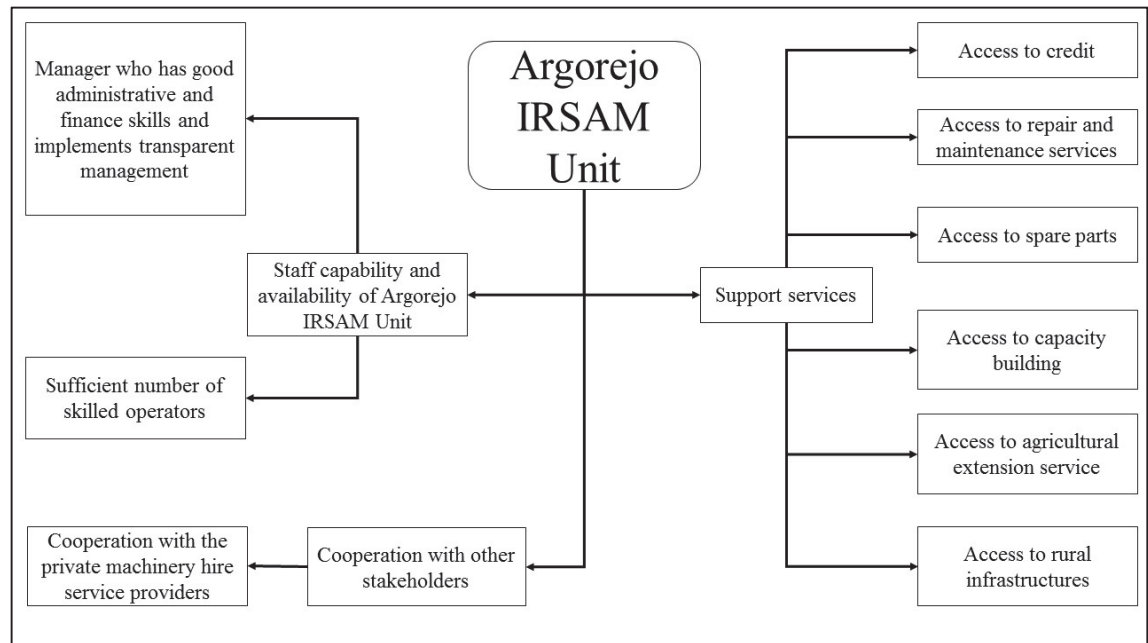 Argorejo
IRSAM
Unit
Manager who has good
administrative and
finance skills and
implements transparent
management
Staff capability and
availability of Argorejo
IRSAM Unit
Sufficient number of
skilled operators
Cooperation with the
private machinery hire
service providers
Cooperation with other
stakeholders
Support services
Access to credit
Access to repair and
maintenance services
Access to spare parts
Access to capacity
building
Access to agricultural
extension service
Access to rural
infrastructures